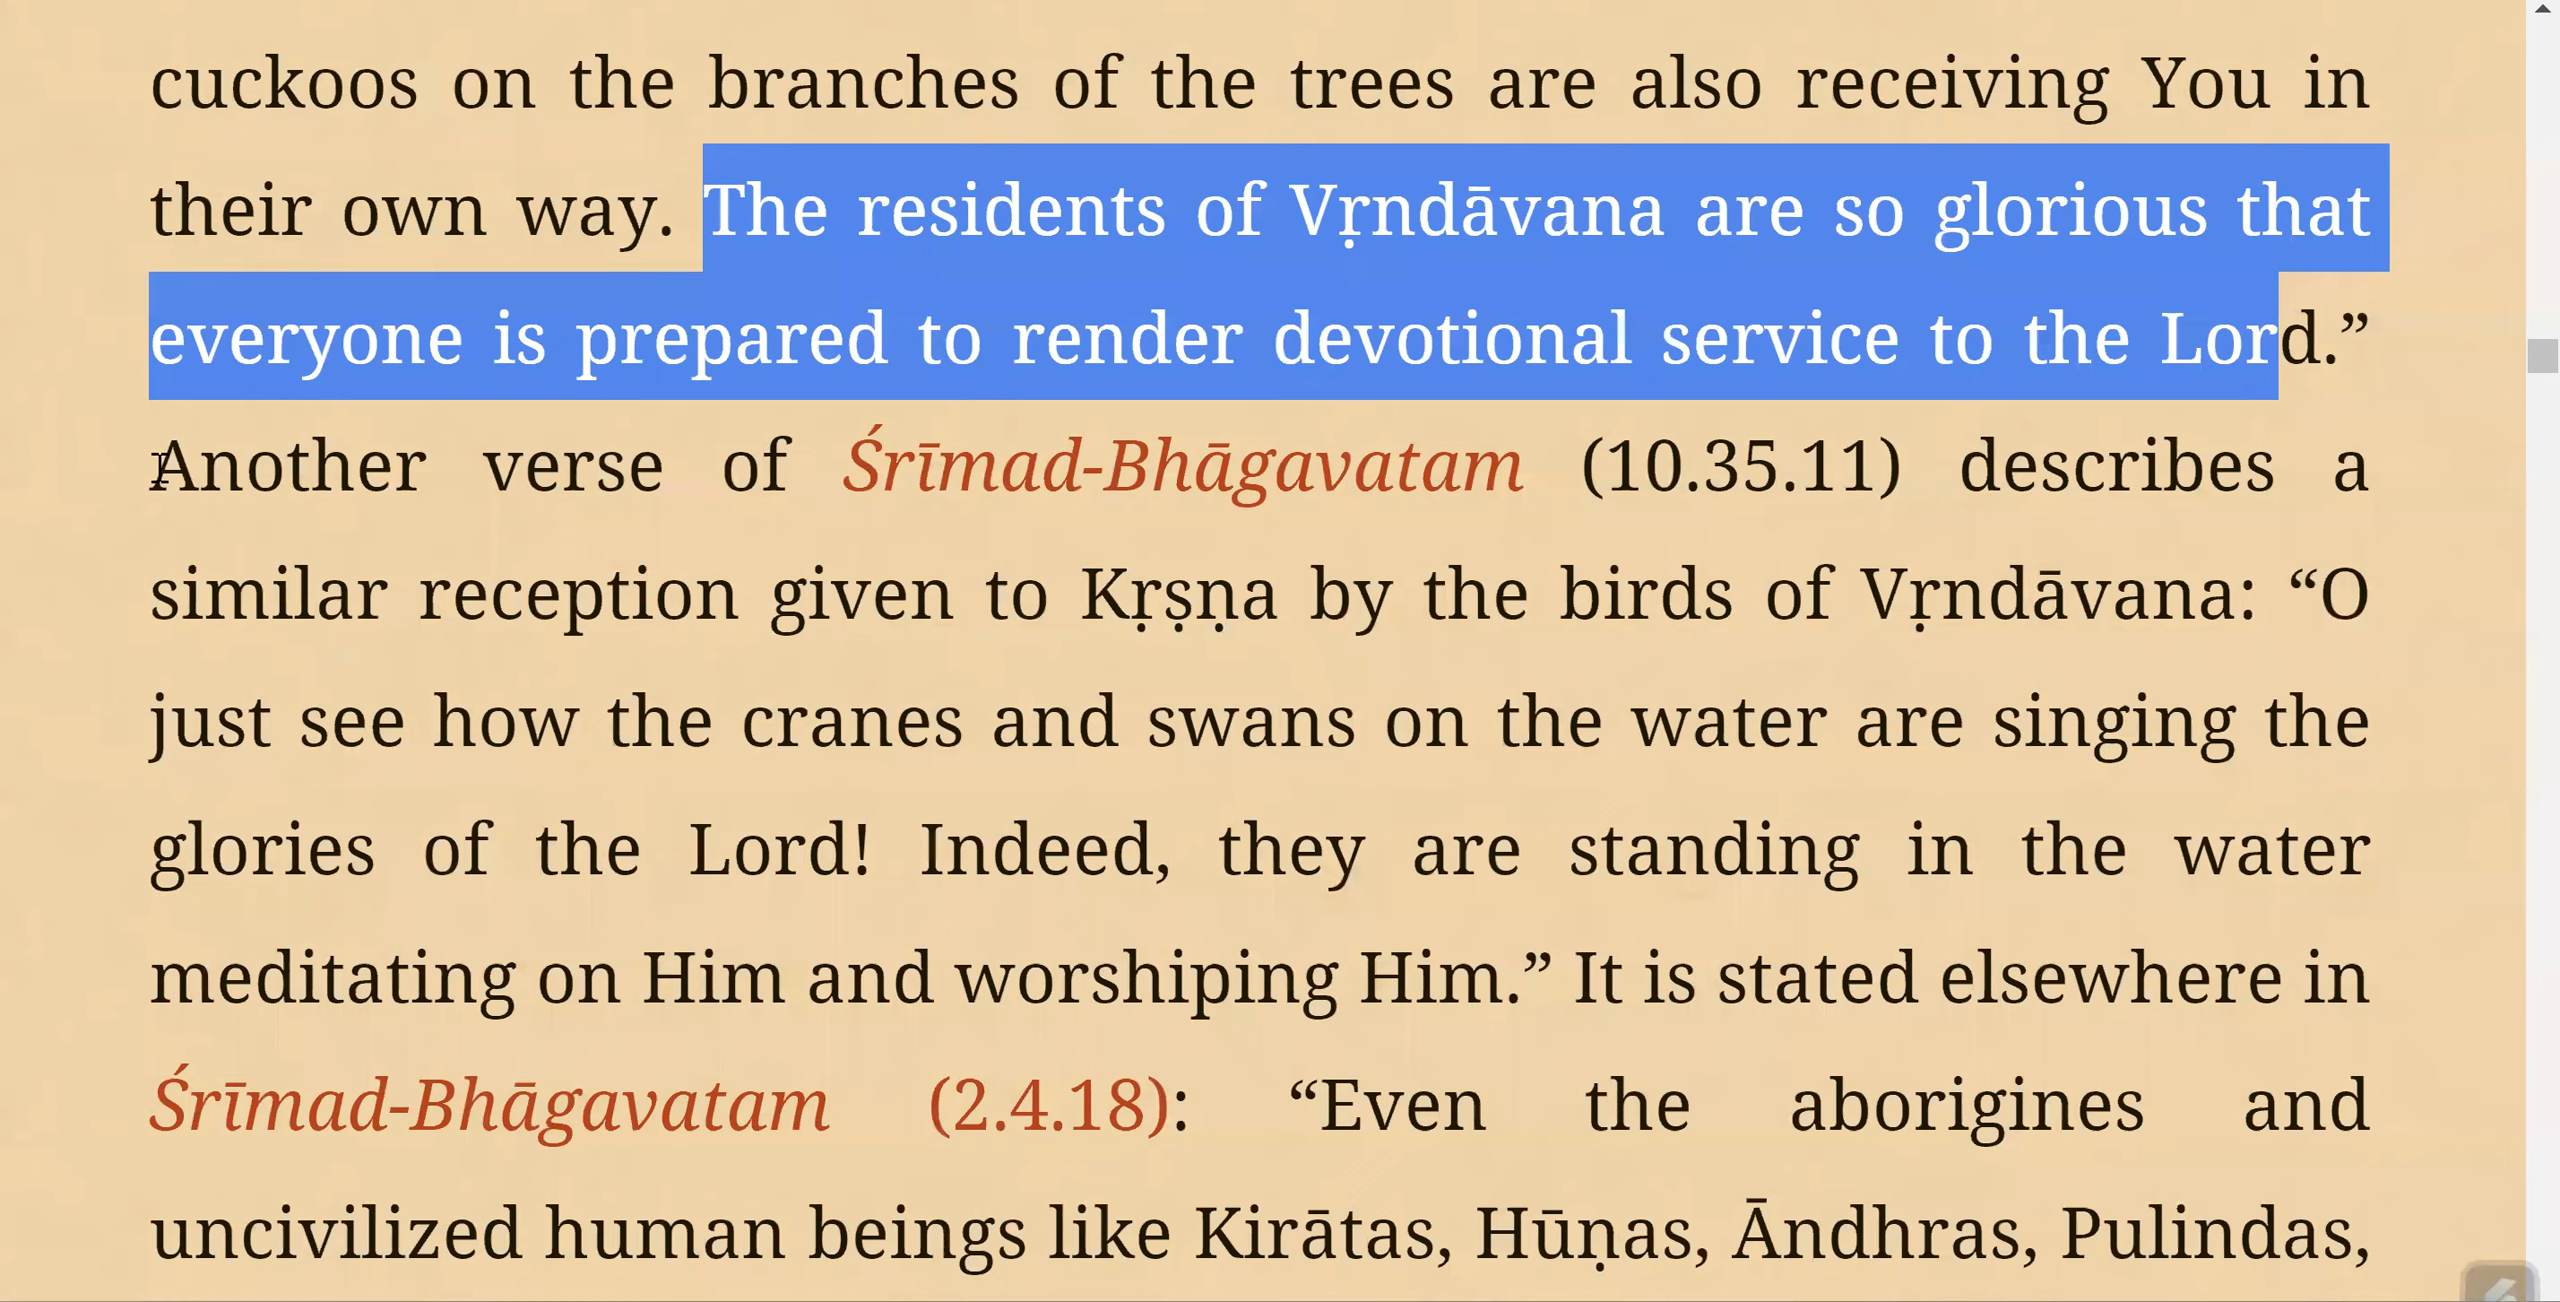 cuckoos on the branches of the trees are also receiving You in
their own way. The residents of Vṛndāvana are so glorious that
everyone is prepared to render devotional service to the Lord.”
Another verse of Śrīmad-Bhāgavatam (10.35.11) describes a
similar reception given to Kṛṣṇa by the birds of Vṛndāvana: “O
just see how the cranes and swans on the water are singing the
glories of the Lord! Indeed, they are standing in the water
meditating on Him and worshiping Him.” It is stated elsewhere in
Śrīmad-Bhāgavatam (2.4.18): “Even the aborigines and
uncivilized human beings like Kirātas, Hūṇas, Āndhras, Pulindas,